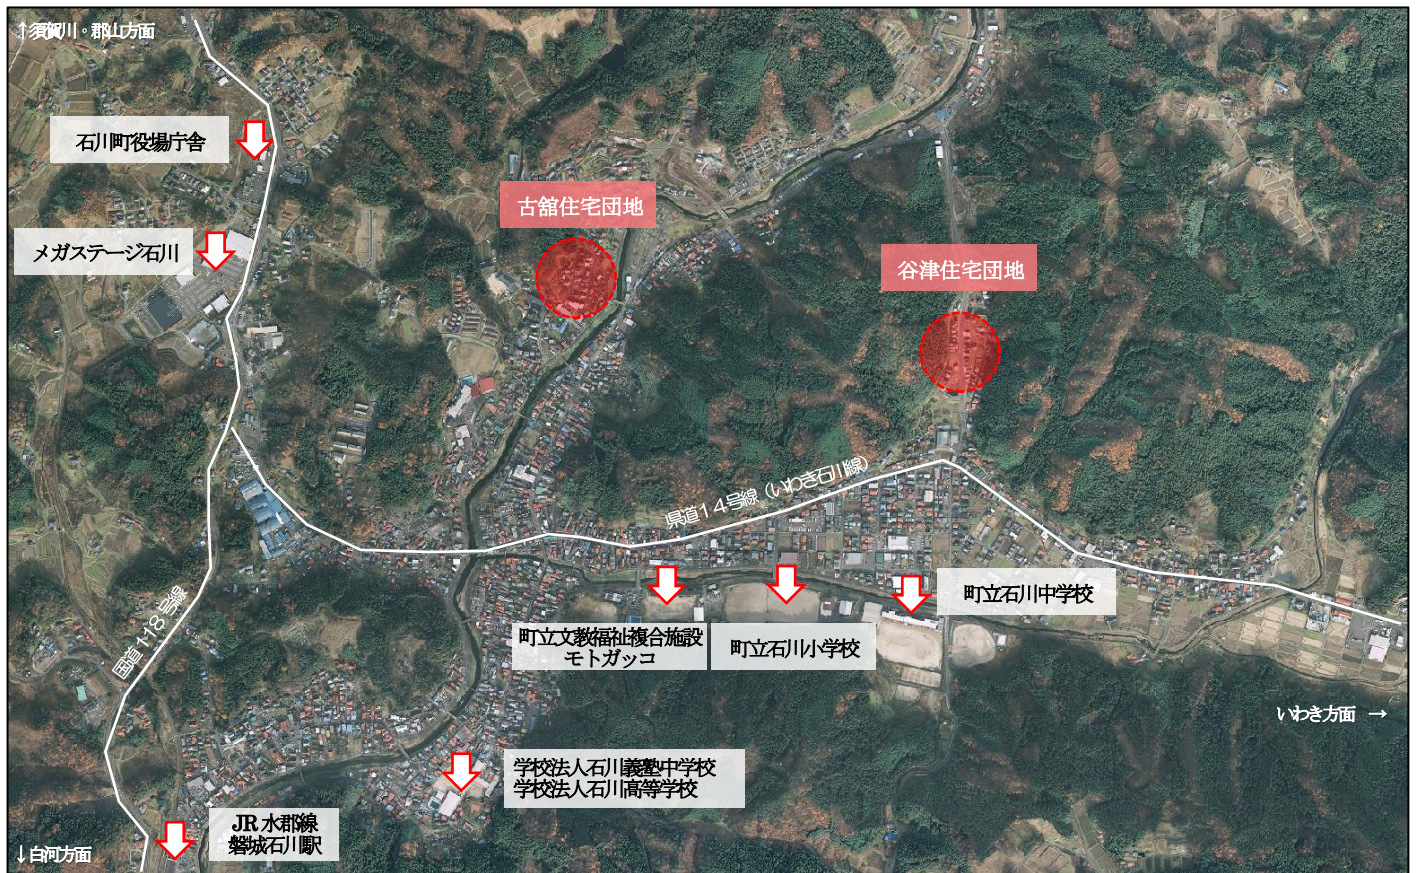 ↑須賀川・郡山方面
石川町役場庁舎
古舘住宅団地
メガステージ石川
谷津住宅団地
県道14号線（いわき石川線）
国道118号線
町立石川中学校
町立文教福祉複合施設
モトガッコ
町立石川小学校
いわき方面 →
学校法人石川義塾中学校
学校法人石川高等学校
JR水郡線
磐城石川駅
↓白河方面